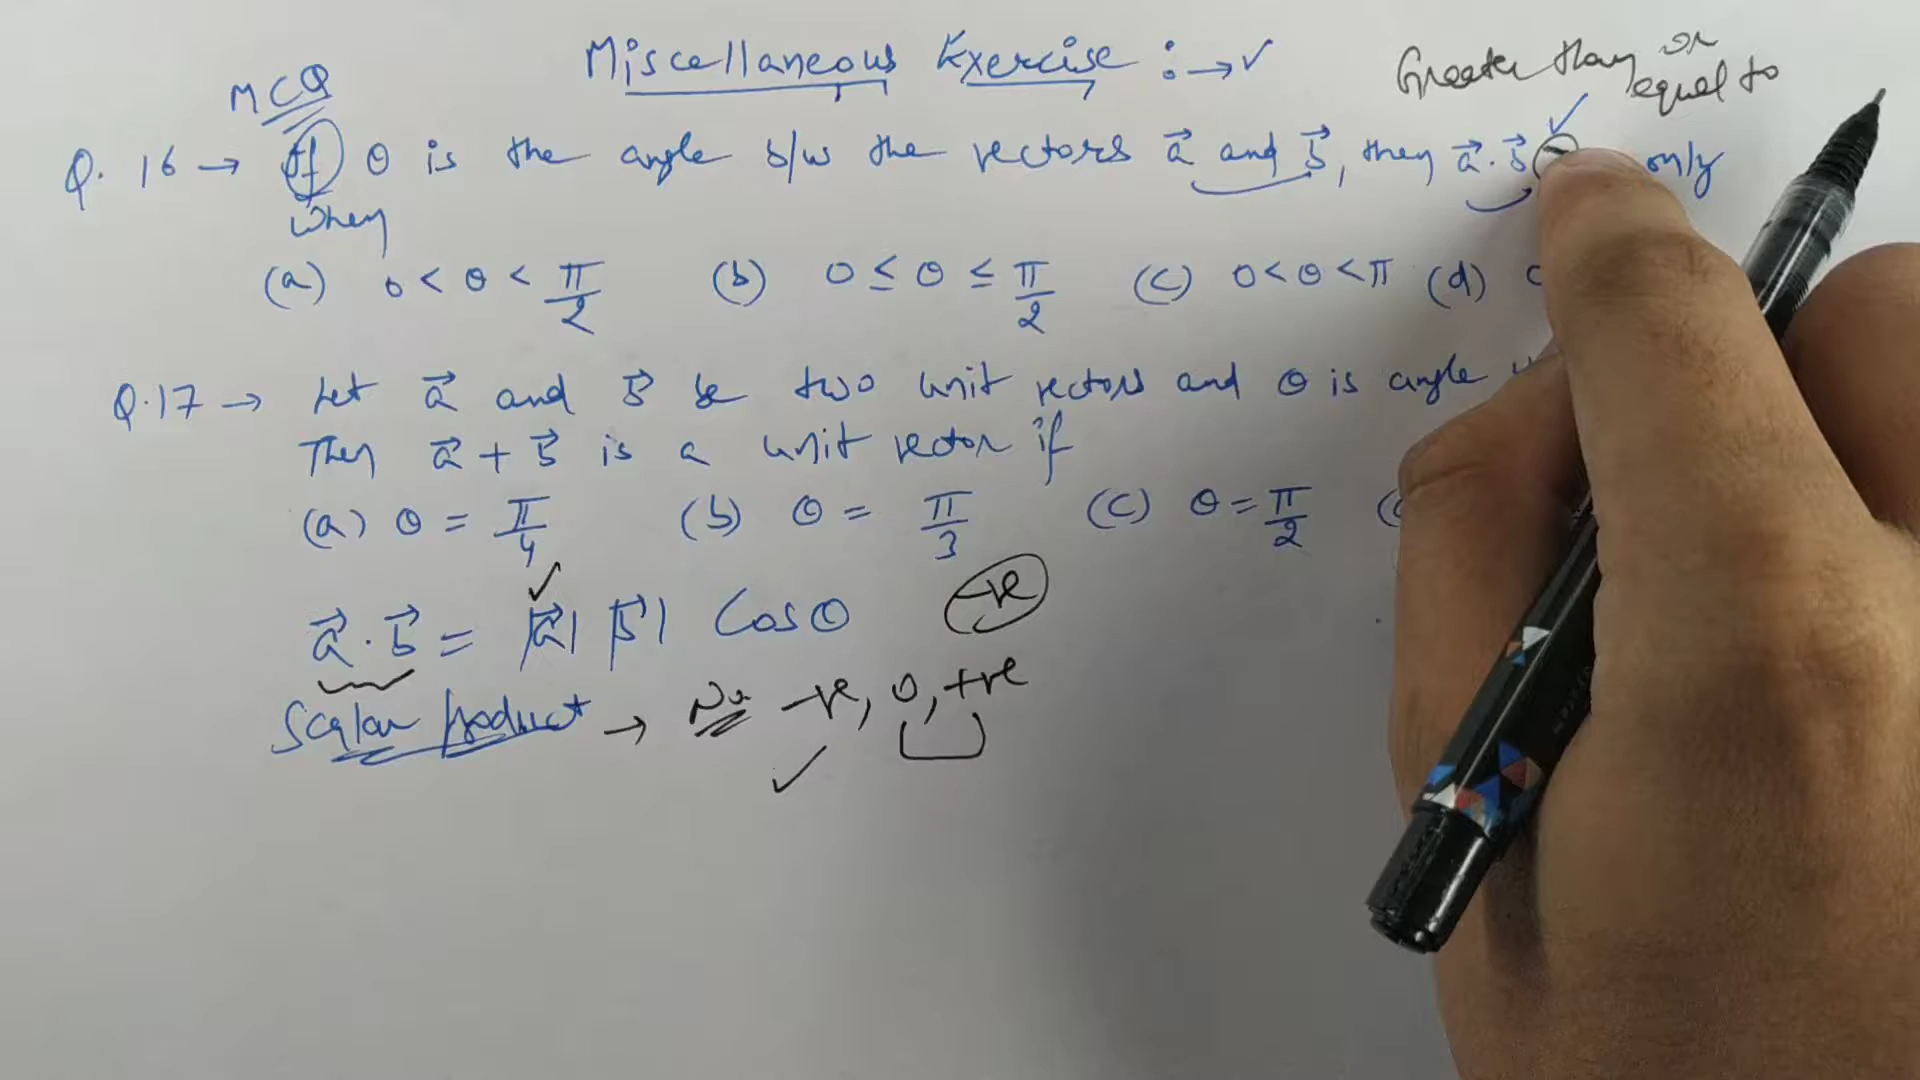 Miscellaneous Exercise :→✓
Greater than or
equal to
MCQ
Q. 16 → If θ is the angle b/w the vectors a⃗ and b⃗, then a⃗ · b⃗ only
when
(a) 0 < θ < π/2 (b) 0 ≤ θ ≤ π/2 (c) 0 < θ < π (d)
Q. 17 → Let a⃗ and b⃗ be two unit vectors and θ is angle
Then a⃗ + b⃗ is a unit vector if
(a) θ = π/4 (b) θ = π/3 (c) θ = π/2
a⃗ · b⃗ = |a⃗| |b⃗| Cos θ -ve
Scalar product → No. -ve, 0, +ve